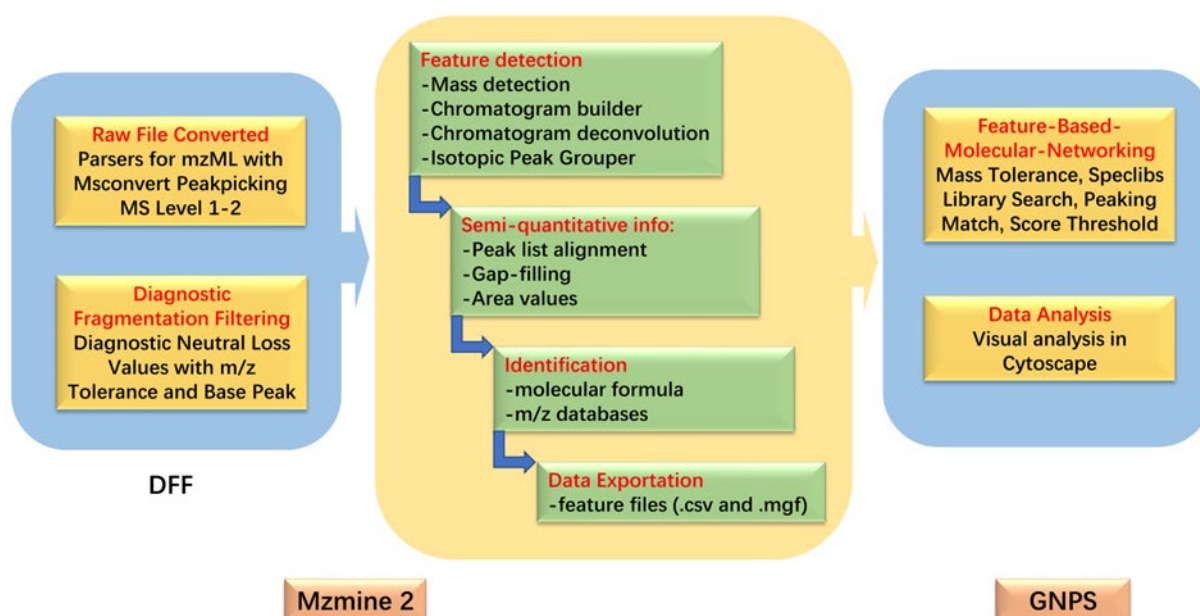 Raw File Converted
Parsers for mzML with
Msconvert Peakpicking
MS Level 1-2
Diagnostic
Fragmentation Filtering
Diagnostic Neutral Loss
Values with m/z
Tolerance and Base Peak
DFF
Feature detection
-Mass detection
-Chromatogram builder
-Chromatogram deconvolution
-Isotopic Peak Grouper
Semi-quantitative info:
-Peak list alignment
-Gap-filling
-Area values
Identification
-molecular formula
-m/z databases
Data Exportation
-feature files (.csv and .mgf)
Mzmine 2
Feature-Based-
Molecular-Networking
Mass Tolerance, Speclibs
Library Search, Peaking
Match, Score Threshold
Data Analysis
Visual analysis in
Cytoscape
GNPS